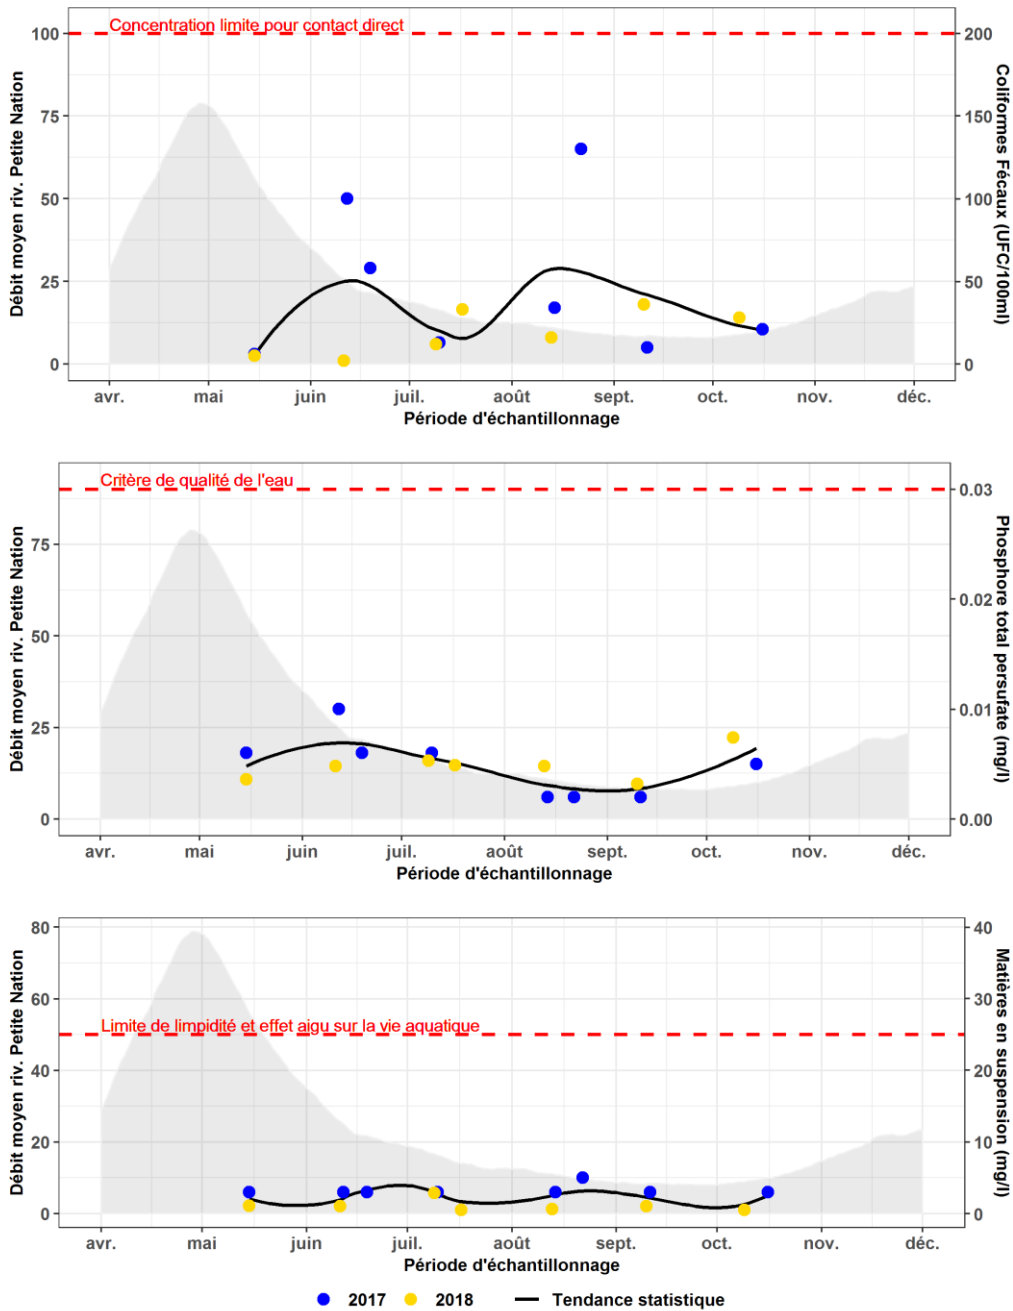 Concentration limite pour contact direct
100
75
50
25
0
200
150
100
50
0
Débit moyen riv. Petite Nation
Coliformes Fécaux (UFC/100ml)
avr. mai juin juil. août sept. oct. nov. déc.
Période d'échantillonnage
Critère de qualité de l'eau
75
50
25
0
0.03
0.02
0.01
0.00
Débit moyen riv. Petite Nation
Phosphore total persufate (mg/l)
avr. mai juin juil. août sept. oct. nov. déc.
Période d'échantillonnage
Limite de limpidité et effet aigu sur la vie aquatique
80
60
40
20
0
40
30
20
10
0
Débit moyen riv. Petite Nation
Matières en suspension (mg/l)
avr. mai juin juil. août sept. oct. nov. déc.
Période d'échantillonnage
2017 2018 Tendance statistique